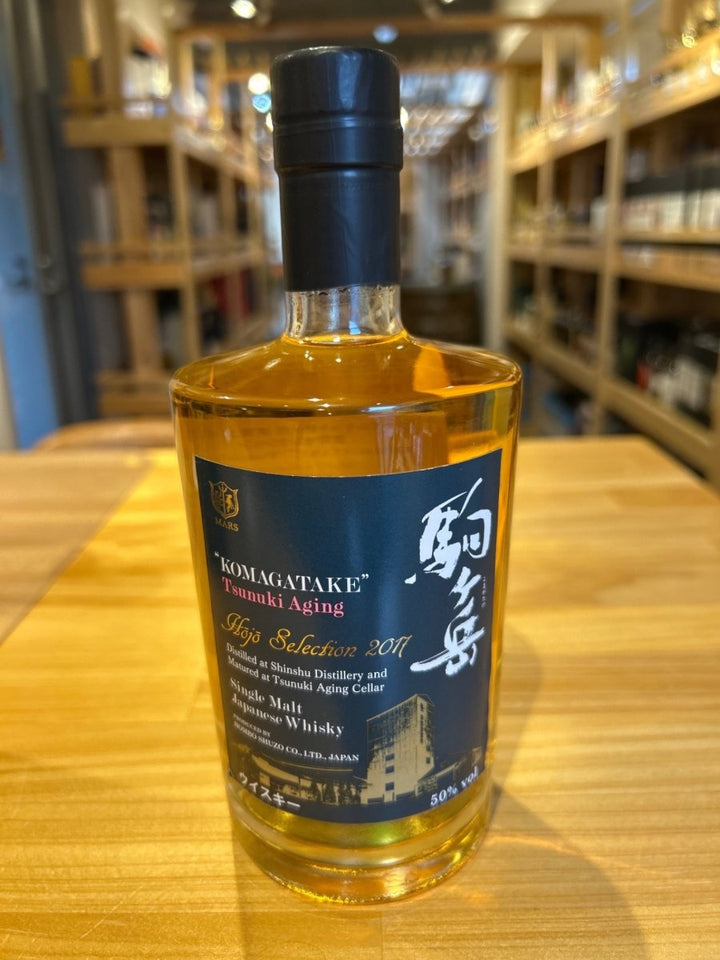 MARS
"KOMAGATAKE"
Tsunuki Aging
Hōjō Selection 2017
Distilled at Shinshu Distillery and
Matured at Tsunuki Aging Cellar
Single Malt
Japanese Whisky
PRODUCED BY
HOMBO SHUZO CO., LTD., JAPAN
ウイスキー
50% vol
駒ヶ岳